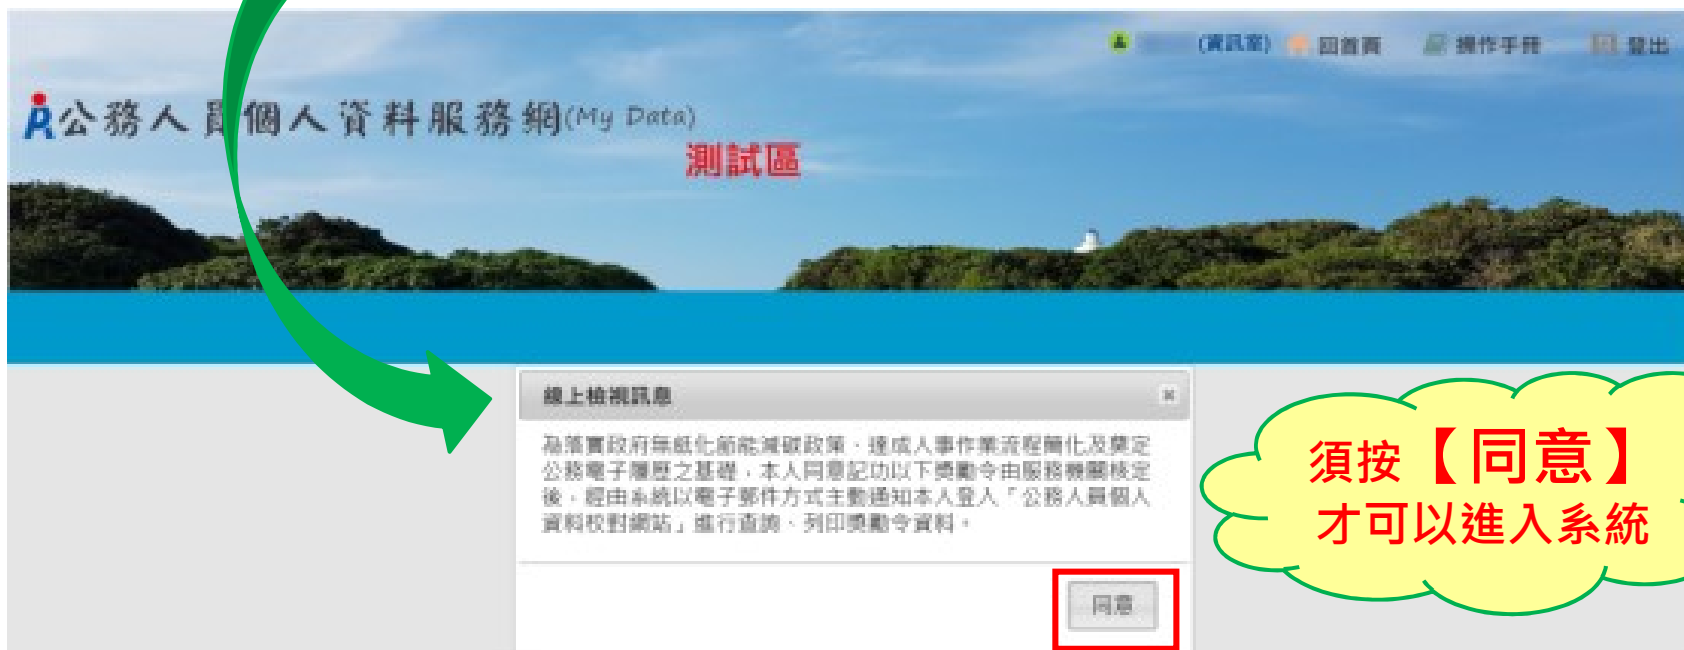 (資訊室) 回首頁 操作手冊 登出
公務人員個人資料服務網(My Data)
測試區
線上檢視訊息
為落實政府無紙化節能減碳政策，達成人事作業流程簡化及奠定
公務電子履歷之基礎，本人同意記功以下獎勵令由服務機關核定
後，經由系統以電子郵件方式主動通知本人登入「公務人員個人
資料校對網站」進行查詢、列印獎勵令資料。
同意
須按【同意】
才可以進入系統